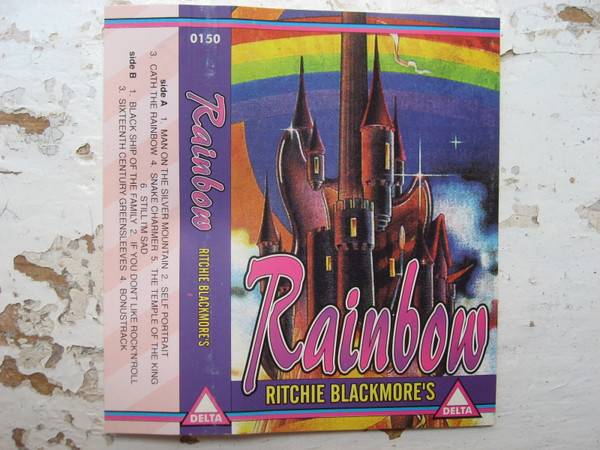 side A 1. MAN ON THE SILVER MOUNTAIN 2. SELF PORTRAIT
3. CATH THE RAINBOW 4. SNAKE CHARMER 5. THE TEMPLE OF THE KING
6. STILL I'M SAD
side B 1. BLACK SHIP OF THE FAMILY 2. IF YOU DON'T LIKE ROCK'N'ROLL
3. SIXTEENTH CENTURY GREENSLEEVES 4. BONUSTRACK
0150
Rainbow
RITCHIE BLACKMORE'S
DELTA
Rainbow
RITCHIE BLACKMORE'S
DELTA